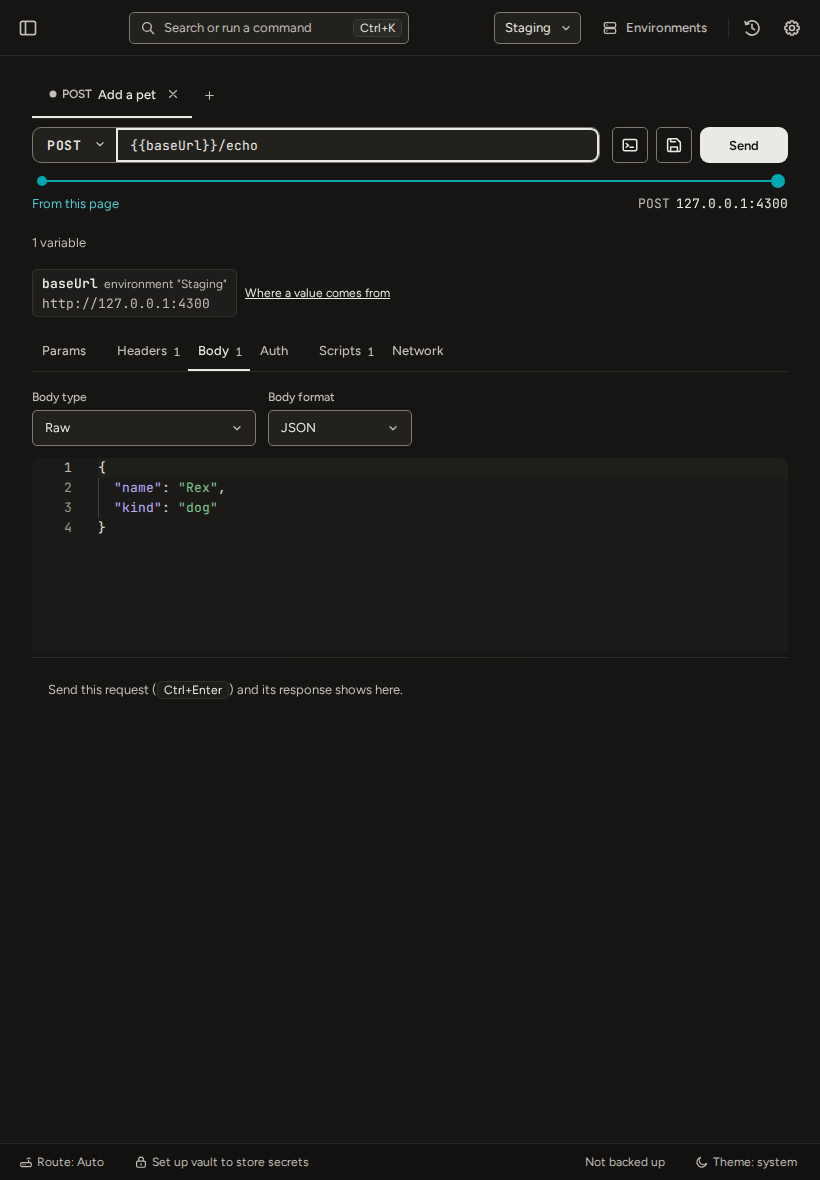 Search or run a command Ctrl+K Staging Environments
POST Add a pet
POST {{baseUrl}}/echo Send
From this page POST 127.0.0.1:4300
1 variable
baseUrl environment "Staging"
http://127.0.0.1:4300
Where a value comes from
Params Headers 1 Body 1 Auth Scripts 1 Network
Body type Body format
Raw JSON
1 {
2 "name": "Rex",
3 "kind": "dog"
4 }
Send this request (Ctrl+Enter) and its response shows here.
Route: Auto Set up vault to store secrets Not backed up Theme: system